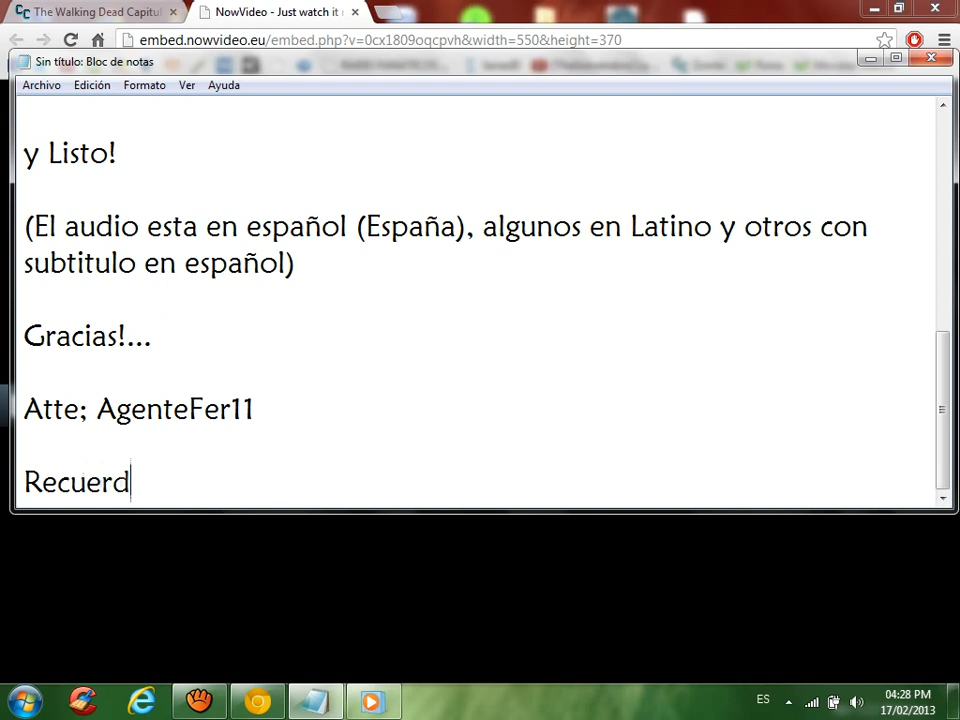 The Walking Dead Capitul
NowVideo - Just watch it
embed.nowvideo.eu/embed.php?v=0cx1809oqcpvh&width=550&height=370
Sin título: Bloc de notas
Archivo Edición Formato Ver Ayuda
y Listo!
(El audio esta en español (España), algunos en Latino y otros con
subtitulo en español)
Gracias!...
Atte; AgenteFer11
Recuerd
ES
04:28 PM
17/02/2013